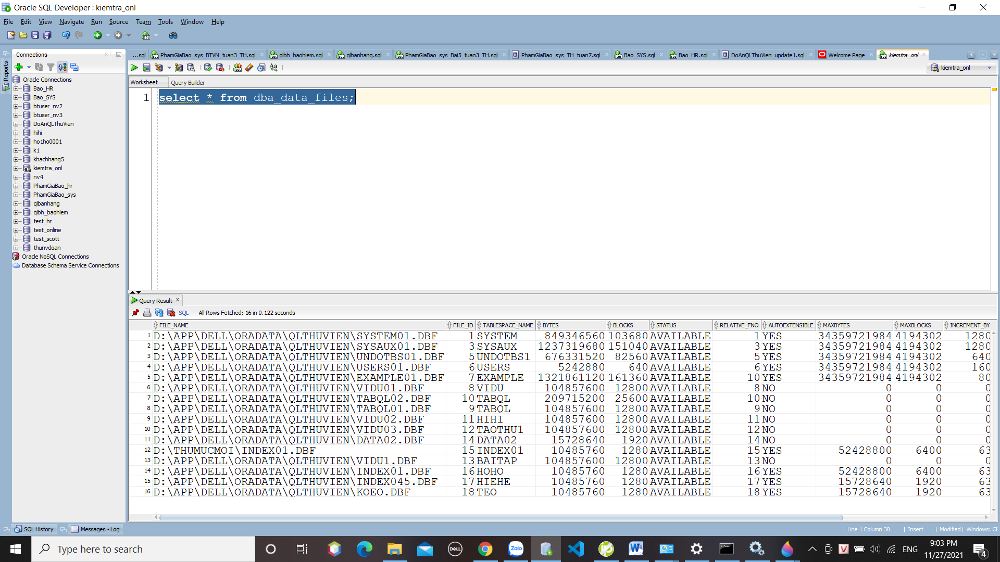 Oracle SQL Developer : kiemtra_onl
File Edit View Navigate Run Source Team Tools Window Help
Connections
...sql PhamGiaBao_sys_BTVN_tuan3_TH.sql qlbh_baohiem.sql qlbanhang.sql PhamGiaBao_sys_Bai5_tuan3_TH.sql PhamGiaBao_sys_TH_tuan7.sql Bao_SYS.sql Bao_HR.sql DoAnQLThuVien_update1.sql Welcome Page kiemtra_onl
kiemtra_onl
Reports
Oracle Connections
Bao_HR
Bao_SYS
btuser_nv2
btuser_nv3
DoAnQLThuVien
hihi
ho1ho0001
k1
khachhang5
kiemtra_onl
nv4
PhamGiaBao_hr
PhamGiaBao_sys
qlbanhang
qlbh_baohiem
test_hr
test_online
test_scott
thunvdoan
Oracle NoSQL Connections
Database Schema Service Connections
Worksheet Query Builder
1 select * from dba_data_files;
Query Result
SQL | All Rows Fetched: 16 in 0.122 seconds
FILE_NAME FILE_ID TABLESPACE_NAME BYTES BLOCKS STATUS RELATIVE_FNO AUTOEXTENSIBLE MAXBYTES MAXBLOCKS INCREMENT_BY
1 D:\APP\DELL\ORADATA\QLTHUVIEN\SYSTEM01.DBF 1 SYSTEM 849346560 103680 AVAILABLE 1 YES 34359721984 4194302 1280
2 D:\APP\DELL\ORADATA\QLTHUVIEN\SYSAUX01.DBF 3 SYSAUX 1237319680 151040 AVAILABLE 3 YES 34359721984 4194302 1280
3 D:\APP\DELL\ORADATA\QLTHUVIEN\UNDOTBS01.DBF 5 UNDOTBS1 676331520 82560 AVAILABLE 5 YES 34359721984 4194302 640
4 D:\APP\DELL\ORADATA\QLTHUVIEN\USERS01.DBF 6 USERS 5242880 640 AVAILABLE 6 YES 34359721984 4194302 160
5 D:\APP\DELL\ORADATA\QLTHUVIEN\EXAMPLE01.DBF 7 EXAMPLE 1321861120 161360 AVAILABLE 10 YES 34359721984 4194302 80
6 D:\APP\DELL\ORADATA\QLTHUVIEN\VIDU01.DBF 8 VIDU 104857600 12800 AVAILABLE 8 NO 0 0 0
7 D:\APP\DELL\ORADATA\QLTHUVIEN\TABQL02.DBF 10 TABQL 209715200 25600 AVAILABLE 10 NO 0 0 0
8 D:\APP\DELL\ORADATA\QLTHUVIEN\TABQL01.DBF 9 TABQL 104857600 12800 AVAILABLE 9 NO 0 0 0
9 D:\APP\DELL\ORADATA\QLTHUVIEN\VIDU02.DBF 11 HIHI 104857600 12800 AVAILABLE 11 NO 0 0 0
10 D:\APP\DELL\ORADATA\QLTHUVIEN\VIDU03.DBF 12 TAOTHU1 104857600 12800 AVAILABLE 12 NO 0 0 0
11 D:\APP\DELL\ORADATA\QLTHUVIEN\DATA02.DBF 14 DATA02 15728640 1920 AVAILABLE 14 NO 0 0 0
12 D:\THUMUCMOI\INDEX01.DBF 15 INDEX01 10485760 1280 AVAILABLE 15 YES 52428800 6400 63
13 D:\APP\DELL\ORADATA\QLTHUVIEN\VIDU1.DBF 13 BAITAP 104857600 12800 AVAILABLE 13 NO 0 0 0
14 D:\APP\DELL\ORADATA\QLTHUVIEN\INDEX01.DBF 16 HOHO 10485760 1280 AVAILABLE 16 YES 52428800 6400 63
15 D:\APP\DELL\ORADATA\QLTHUVIEN\INDEX045.DBF 17 HIEHE 10485760 1280 AVAILABLE 17 YES 15728640 1920 63
16 D:\APP\DELL\ORADATA\QLTHUVIEN\KOEO.DBF 18 TEO 10485760 1280 AVAILABLE 18 YES 15728640 1920 63
SQL History Messages - Log
Line 1 Column 30 | Insert | Modified | Windows: CF
Type here to search
DELL
Zalo
ENG
9:03 PM
11/27/2021
4